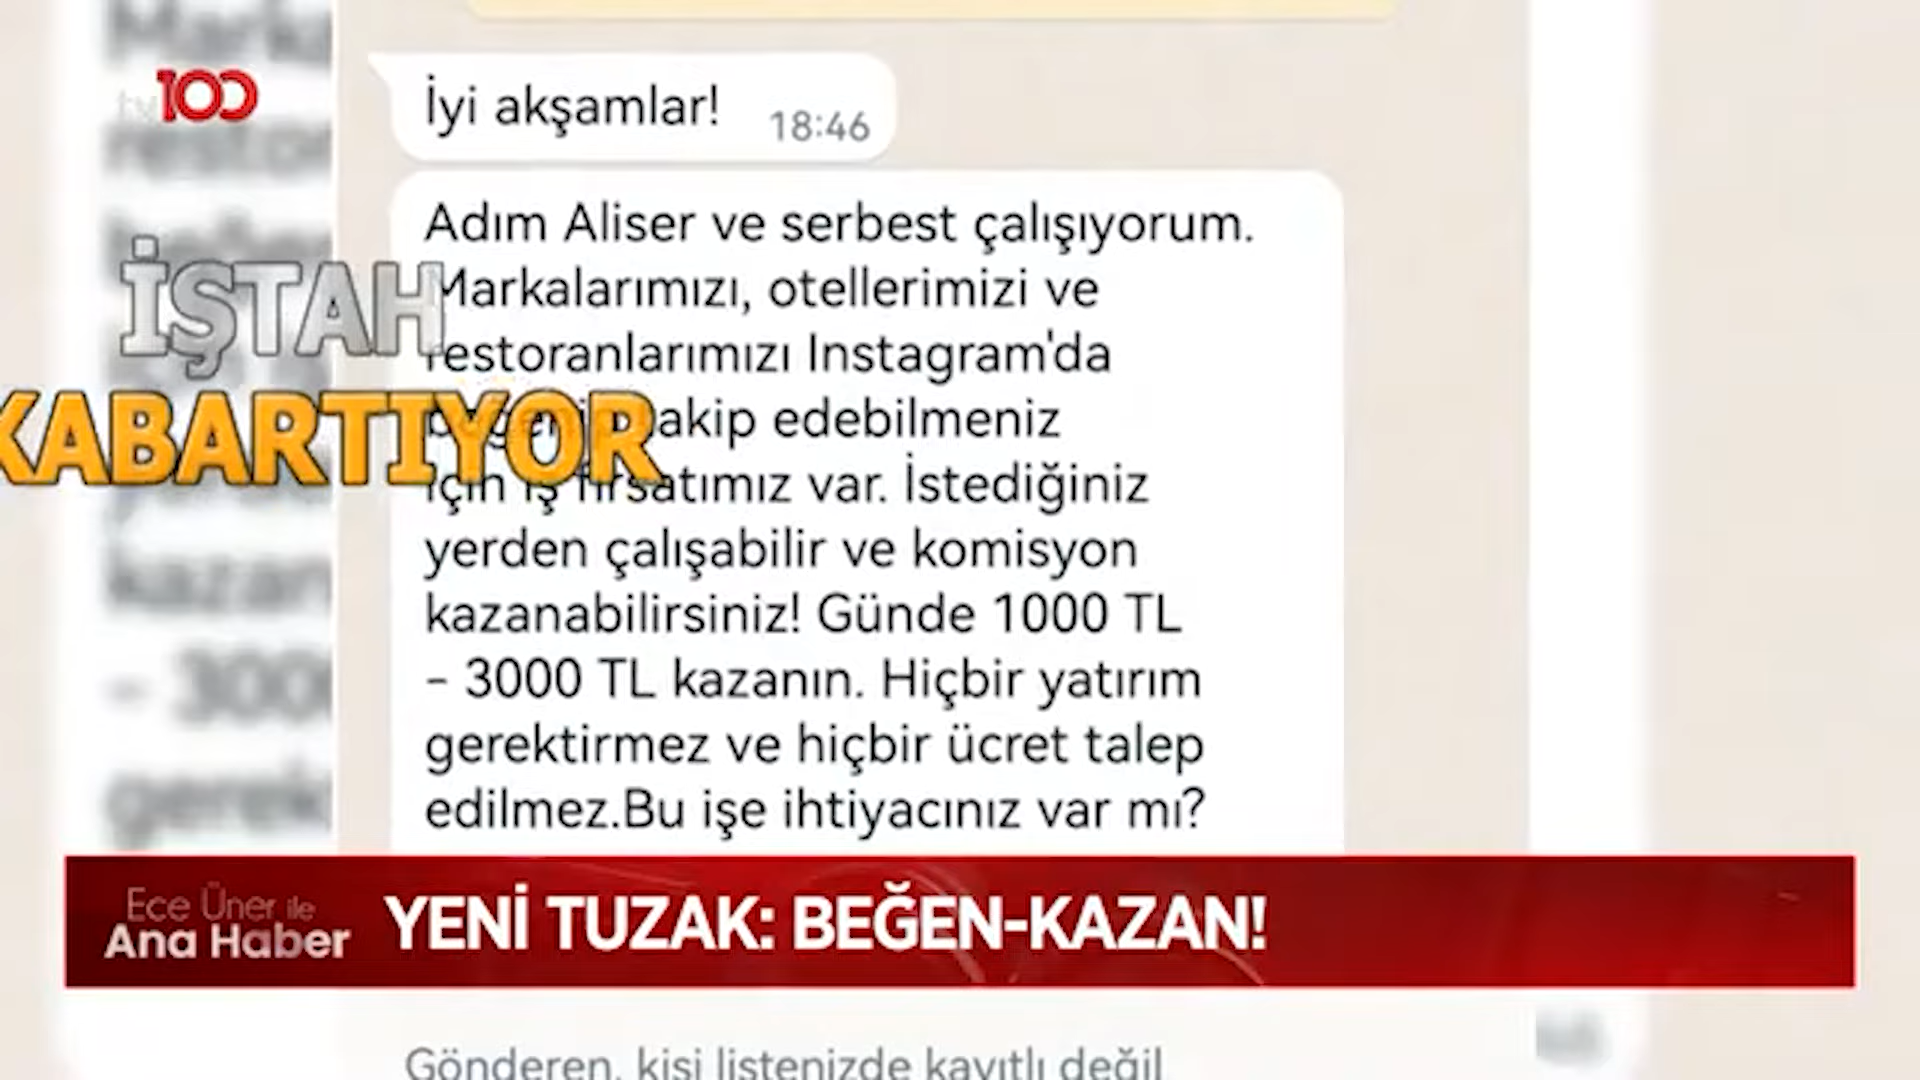 tv100
İyi akşamlar!
18:46
Adım Aliser ve serbest çalışıyorum.
Markalarımızı, otellerimizi ve
restoranlarımızı Instagram'da
akip edebilmeniz
için iş fırsatımız var. İstediğiniz
yerden çalışabilir ve komisyon
kazanabilirsiniz! Günde 1000 TL
- 3000 TL kazanın. Hiçbir yatırım
gerektirmez ve hiçbir ücret talep
edilmez.Bu işe ihtiyacınız var mı?
İŞTAH
KABARTIYOR
Ece Üner ile
Ana Haber
YENİ TUZAK: BEĞEN-KAZAN!
Gönderen, kişi listenizde kayıtlı değil